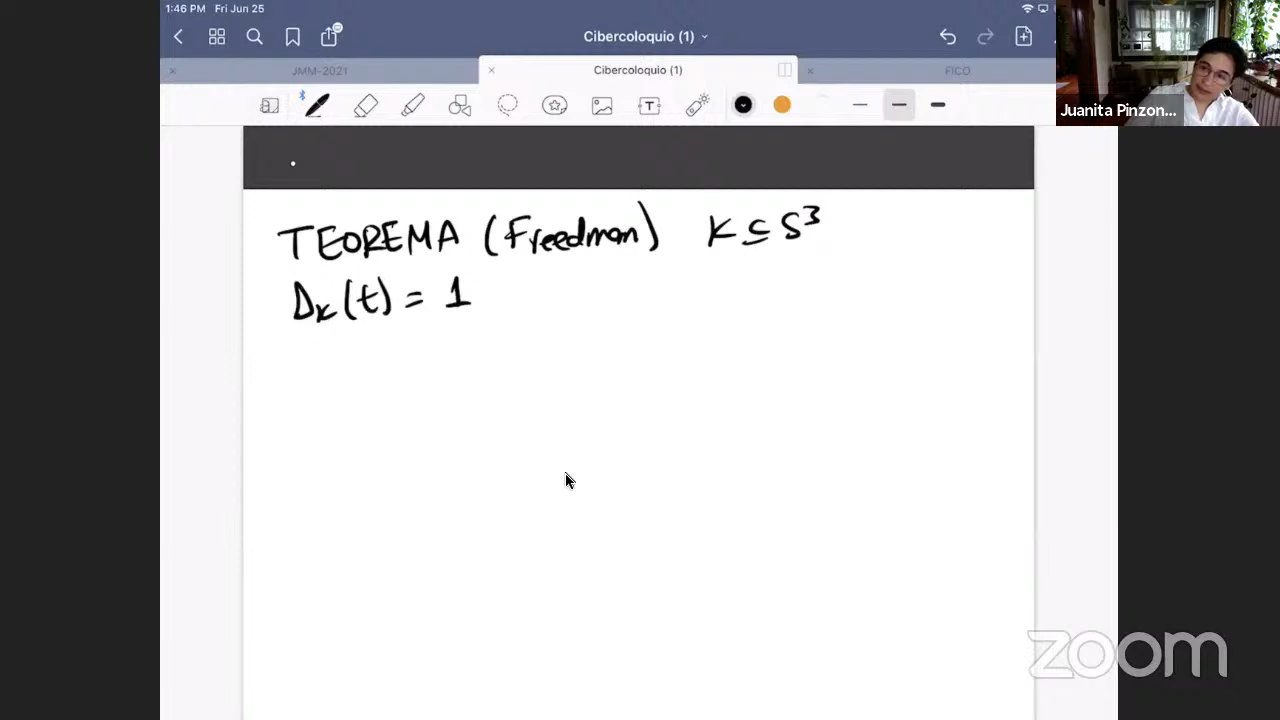 1:46 PM Fri Jun 25
Cibercoloquio (1)
JMM-2021
Cibercoloquio (1)
FICO
Juanita Pinzon...
TEOREMA (Freedman) K ⊆ S³
Δ_K(t) = 1
zoom